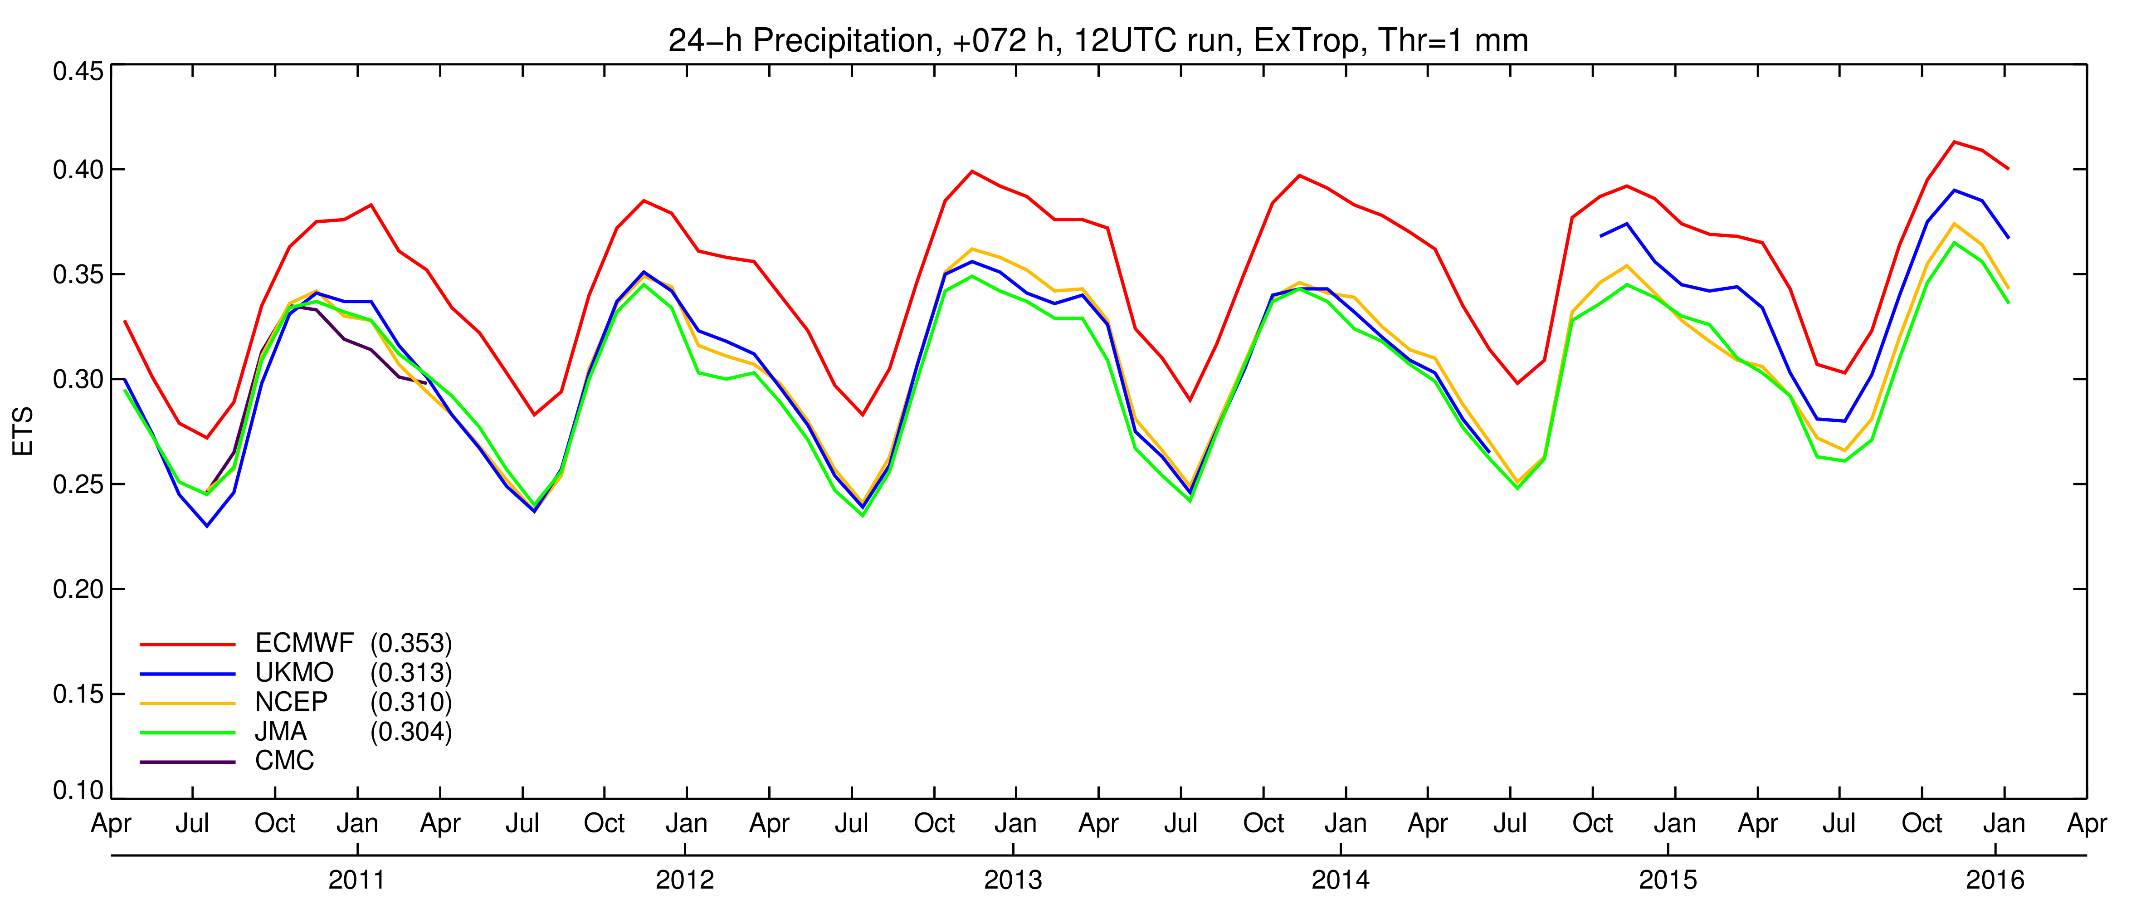 24−h Precipitation, +072 h, 12UTC run, ExTrop, Thr=1 mm
0.45
0.40
0.35
0.30
0.25
0.20
0.15
0.10
ETS
ECMWF (0.353)
UKMO (0.313)
NCEP (0.310)
JMA (0.304)
CMC
Apr Jul Oct Jan Apr Jul Oct Jan Apr Jul Oct Jan Apr Jul Oct Jan Apr Jul Oct Jan Apr Jul Oct Jan Apr
2011 2012 2013 2014 2015 2016